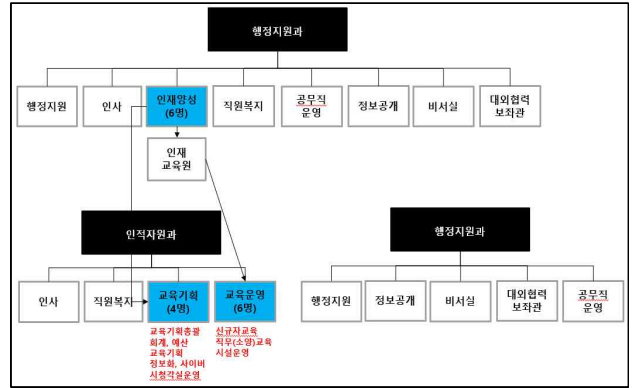 행정지원과
행정지원
인사
인재양성
(6명)
직원복지
공무직
운영
정보공개
비서실
대외협력
보좌관
인재
교육원
인적자원과
행정지원과
인사
직원복지
교육기획
(4명)
교육운영
(6명)
행정지원
정보공개
비서실
대외협력
보좌관
공무직
운영
교육기획총괄
회계, 예산
교육기획
정보화, 사이버
시청각실운영
신규자교육
직무(소양)교육
시설운영